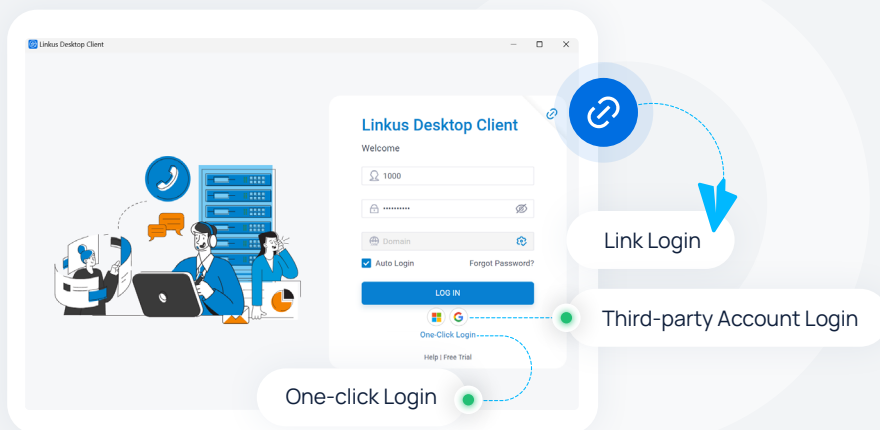 Linkus Desktop Client
Linkus Desktop Client
Welcome
1000
••••••••••
Domain
Auto Login
Forgot Password?
LOG IN
One-Click Login
Help | Free Trial
Link Login
Third-party Account Login
One-click Login